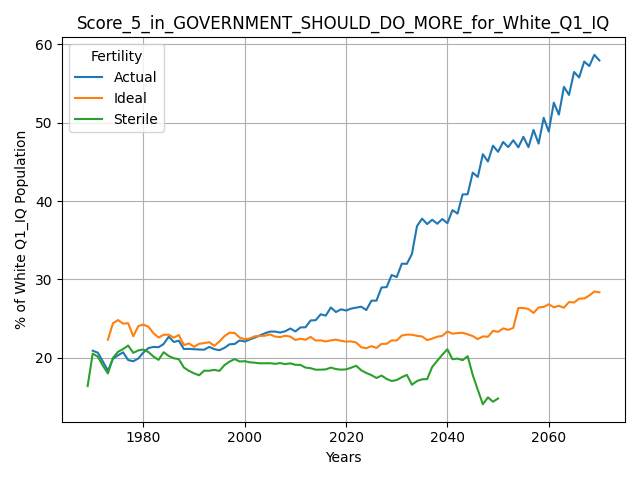 Score_5_in_GOVERNMENT_SHOULD_DO_MORE_for_White_Q1_IQ
Fertility
Actual
Ideal
Sterile
60
50
40
30
20
% of White Q1_IQ Population
1980
2000
2020
2040
2060
Years